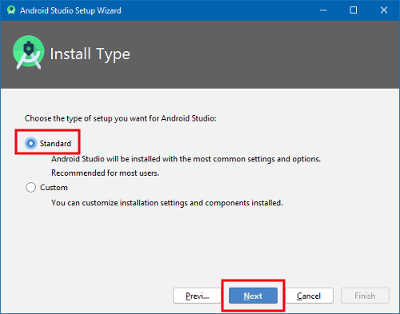 Android Studio Setup Wizard
Install Type
Choose the type of setup you want for Android Studio:
Standard
Android Studio will be installed with the most common settings and options.
Recommended for most users.
Custom
You can customize installation settings and components installed.
Previ... Next Cancel Finish